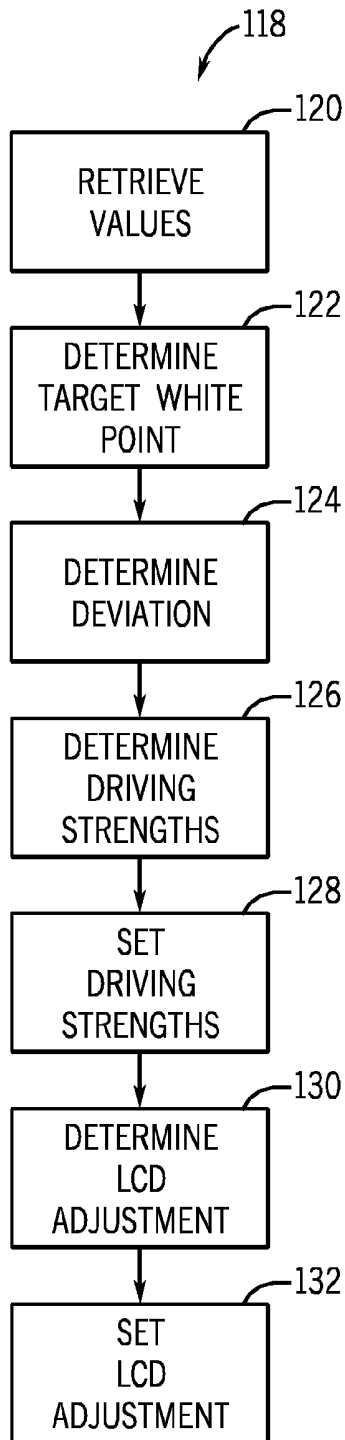 118
120
RETRIEVE
VALUES
122
DETERMINE
TARGET WHITE
POINT
124
DETERMINE
DEVIATION
126
DETERMINE
DRIVING
STRENGTHS
128
SET
DRIVING
STRENGTHS
130
DETERMINE
LCD
ADJUSTMENT
132
SET
LCD
ADJUSTMENT